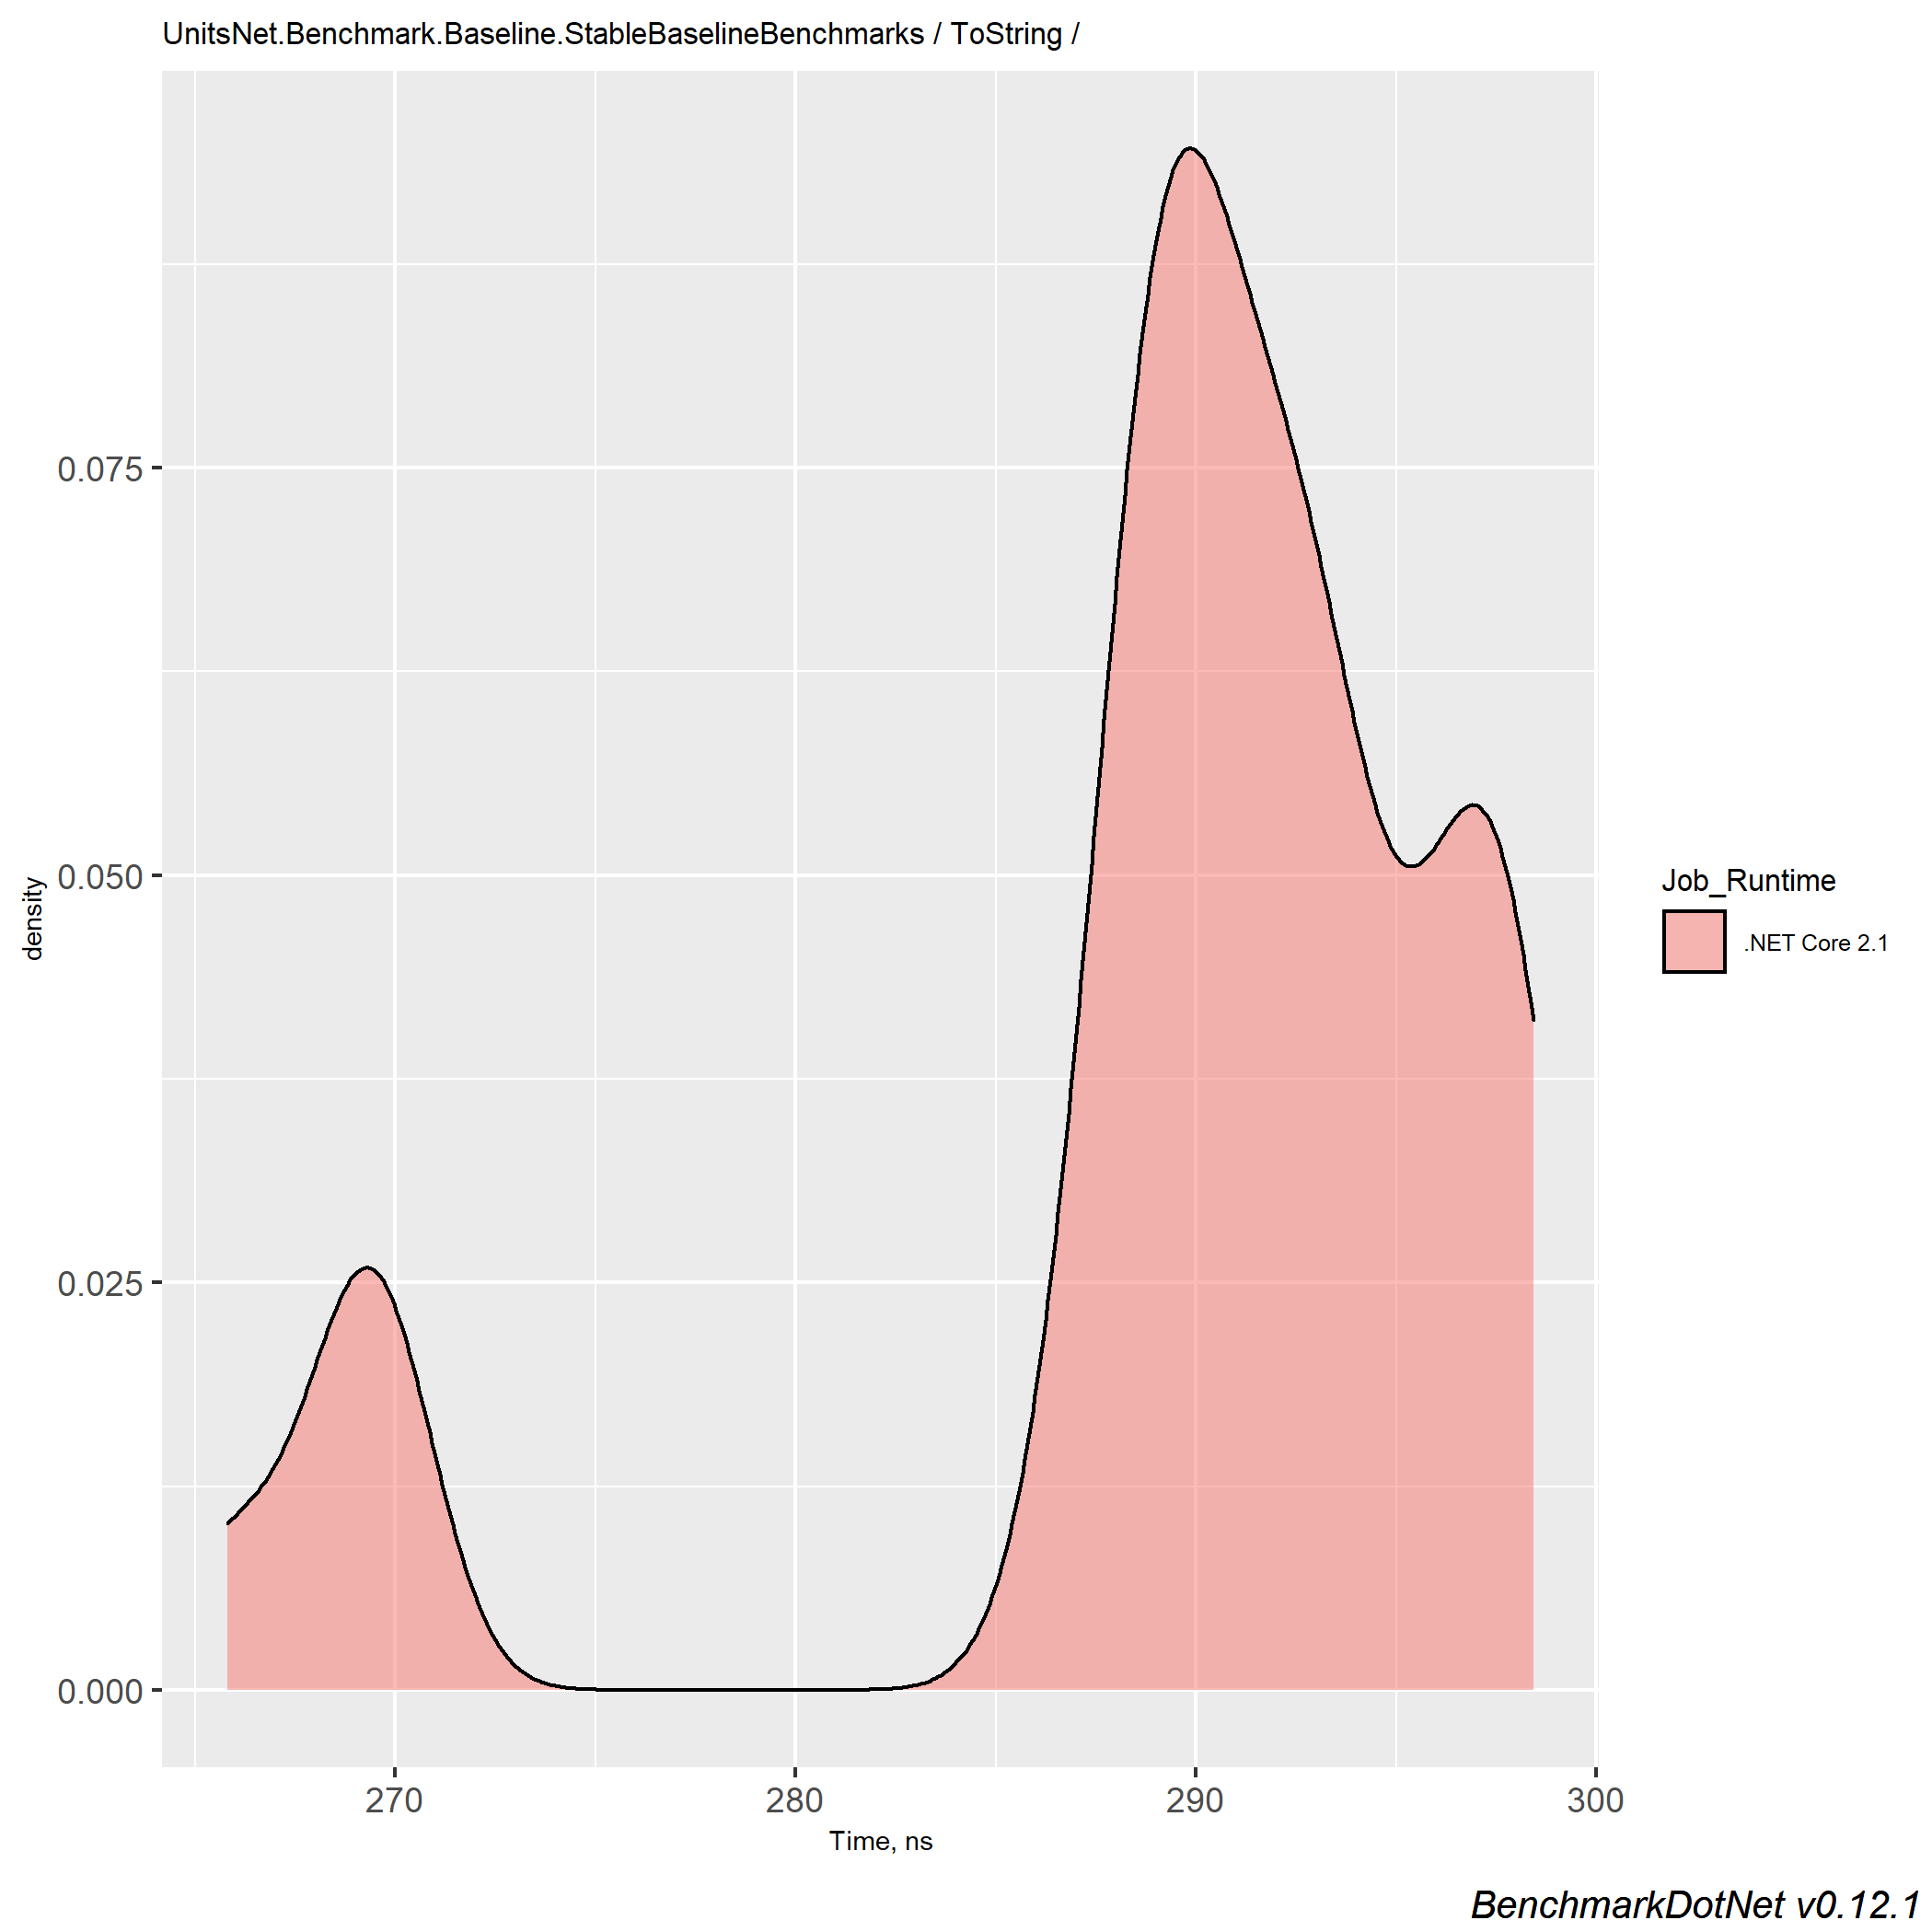 UnitsNet.Benchmark.Baseline.StableBaselineBenchmarks / ToString /
density
0.075
0.050
0.025
0.000
270 280 290 300
Time, ns
Job_Runtime
.NET Core 2.1
BenchmarkDotNet v0.12.1